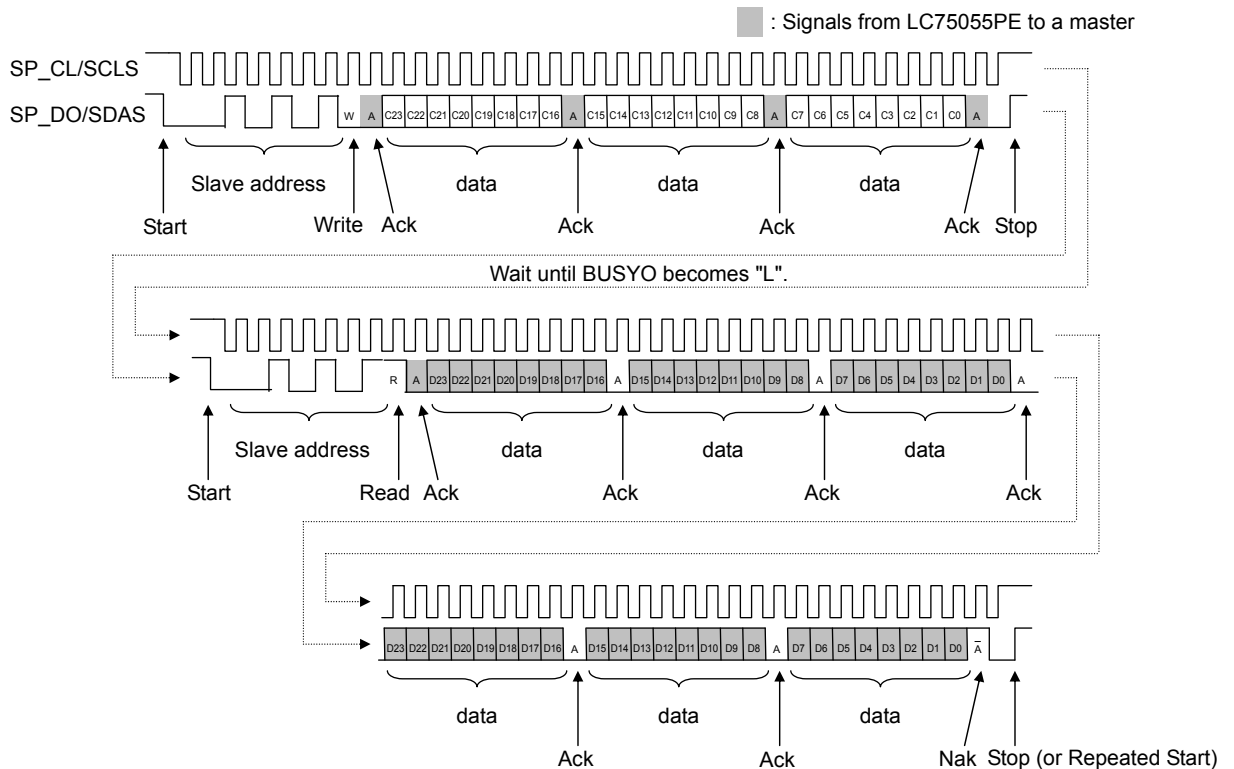 : Signals from LC75055PE to a master
SP_CL/SCLS
SP_DO/SDAS
W A C23 C22 C21 C20 C19 C18 C17 C16 A C15 C14 C13 C12 C11 C10 C9 C8 A C7 C6 C5 C4 C3 C2 C1 C0 A
Slave address data data data
Start Write Ack Ack Ack Ack Stop
Wait until BUSYO becomes "L".
R A D23 D22 D21 D20 D19 D18 D17 D16 A D15 D14 D13 D12 D11 D10 D9 D8 A D7 D6 D5 D4 D3 D2 D1 D0 A
Slave address data data data
Start Read Ack Ack Ack Ack
D23 D22 D21 D20 D19 D18 D17 D16 A D15 D14 D13 D12 D11 D10 D9 D8 A D7 D6 D5 D4 D3 D2 D1 D0 A̅
data data data
Ack Ack Nak Stop (or Repeated Start)